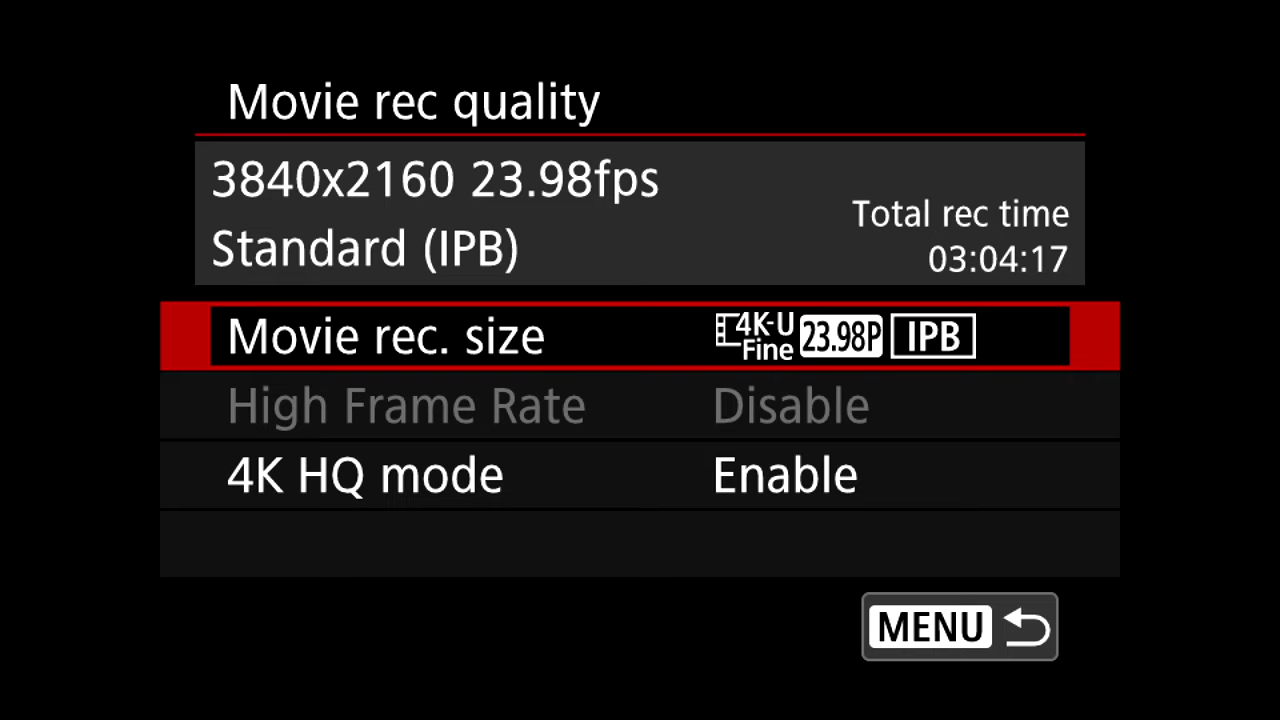 Movie rec quality
3840x2160 23.98fps
Standard (IPB)
Total rec time
03:04:17
Movie rec. size 4K-U Fine 23.98P IPB
High Frame Rate Disable
4K HQ mode Enable
MENU